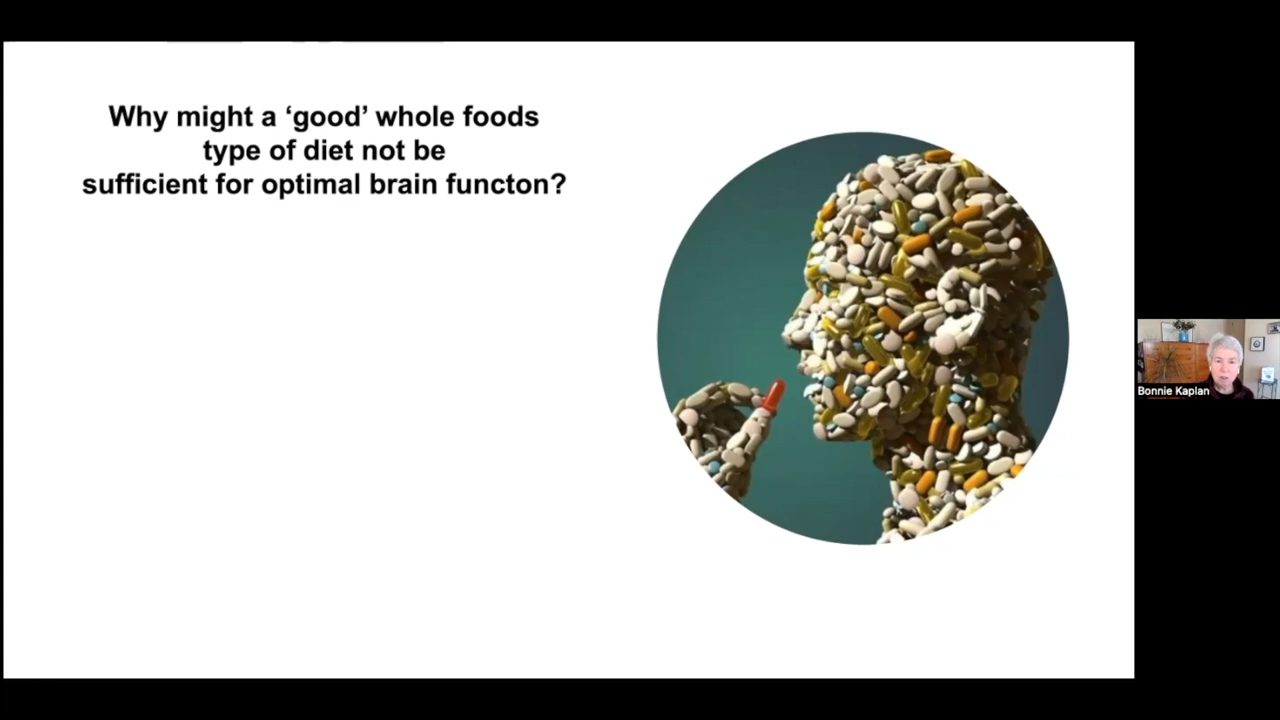 Why might a ‘good’ whole foods
type of diet not be
sufficient for optimal brain functon?
Bonnie Kaplan